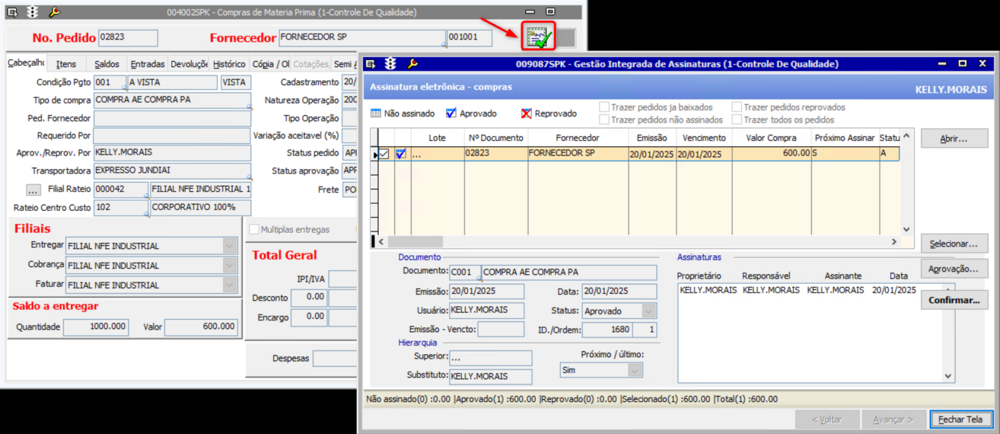 004002SPK - Compras de Materia Prima (1-Controle De Qualidade)
No. Pedido 02823 Fornecedor FORNECEDOR SP 001001
Cabeçalho Itens Saldos Entradas Devoluçõe Histórico Cópia / Ol Cotações, Semi A
Condição Pgto 001 A VISTA VISTA Cadastramento 20/
Tipo de compra COMPRA AE COMPRA PA Natureza Operação 200
Ped. Fornecedor Tipo Operação
Requerido Por Variação aceitavel (%)
Aprov./Reprov. Por KELLY.MORAIS Status pedido
Transportadora EXPRESSO JUNDIAI Status aprovação
... Filial Rateio 000042 FILIAL NFE INDUSTRIAL 1 Frete
Rateio Centro Custo 102 CORPORATIVO 100%
Filiais
Entregar FILIAL NFE INDUSTRIAL
Cobrança FILIAL NFE INDUSTRIAL
Faturar FILIAL NFE INDUSTRIAL
Saldo a entregar
Quantidade 1000.000 Valor 600.000
Multiplas entregas
Total Geral
IPI/IVA
Desconto 0.00
Encargo 0.00
Despesas
009087SPK - Gestão Integrada de Assinaturas (1-Controle De Qualidade)
Assinatura eletrônica - compras KELLY.MORAIS
Não assinado Aprovado Reprovado
Trazer pedidos ja baixados Trazer pedidos reprovados
Trazer pedidos não assinados Trazer todos os pedidos
Lote Nº Documento Fornecedor Emissão Vencimento Valor Compra Próximo Assinar Statu
... 02823 FORNECEDOR SP 20/01/2025 20/01/2025 600.00 S A
Abrir...
Selecionar...
Aprovação...
Confirmar...
Documento
Documento: C001 COMPRA AE COMPRA PA
Emissão: 20/01/2025 Data: 20/01/2025
Usuário: KELLY.MORAIS Status: Aprovado
Emissão - Vencto: ID./Ordem: 1680 1
Hierarquia
Superior: ... Próximo / último:
Substituto: KELLY.MORAIS Sim
Assinaturas
Proprietário Responsável Assinante Data
KELLY.MORAIS KELLY.MORAIS KELLY.MORAIS 20/01/2025
Não assinado(0) :0.00 |Aprovado(1) :600.00 |Reprovado(0) :0.00 |Selecionado(1) :600.00 |Total(1) :600.00
< Voltar Avançar > Fechar Tela